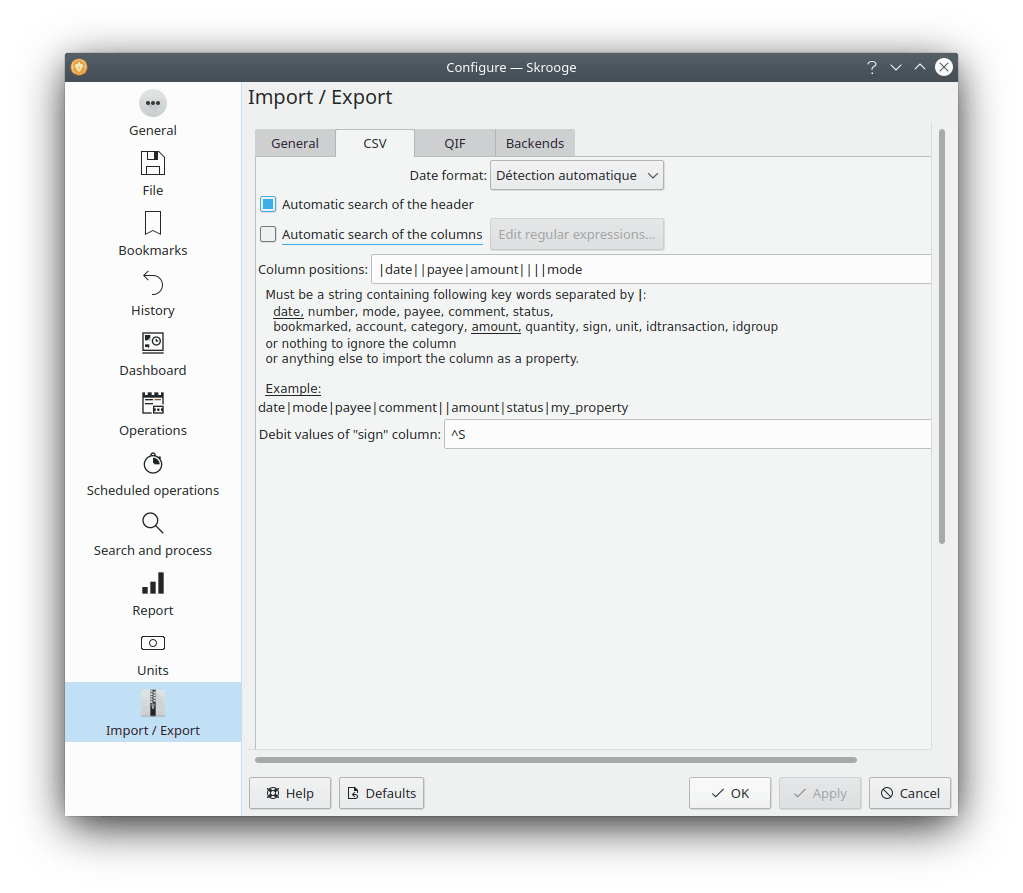 Configure — Skrooge
Import / Export
General
File
Bookmarks
History
Dashboard
Operations
Scheduled operations
Search and process
Report
Units
Import / Export
General CSV QIF Backends
Date format: Détection automatique
Automatic search of the header
Automatic search of the columns Edit regular expressions...
Column positions: |date||payee|amount||||mode
Must be a string containing following key words separated by |:
date, number, mode, payee, comment, status,
bookmarked, account, category, amount, quantity, sign, unit, idtransaction, idgroup
or nothing to ignore the column
or anything else to import the column as a property.
Example:
date|mode|payee|comment||amount|status|my_property
Debit values of "sign" column: ^S
Help Defaults OK Apply Cancel